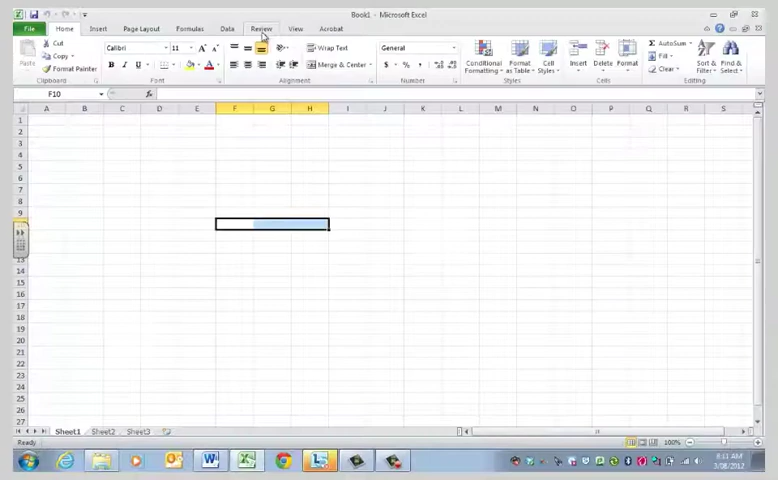 Book1 - Microsoft Excel
File Home Insert Page Layout Formulas Data Review View Acrobat
Cut Calibri 11 Wrap Text General Σ AutoSum
Paste Copy Fill
Format Painter B I U Merge & Center $ % , Conditional Formatting Format as Table Cell Styles Insert Delete Format Clear Sort & Filter Find & Select
Clipboard Font Alignment Number Styles Cells Editing
F10 fx
A B C D E F G H I J K L M N O P Q R S
1
2
3
4
5
6
7
8
9
13
14
15
16
17
18
19
20
21
22
23
24
25
26
27
Sheet1 Sheet2 Sheet3
Ready 100%
8:11 AM
3/08/2012